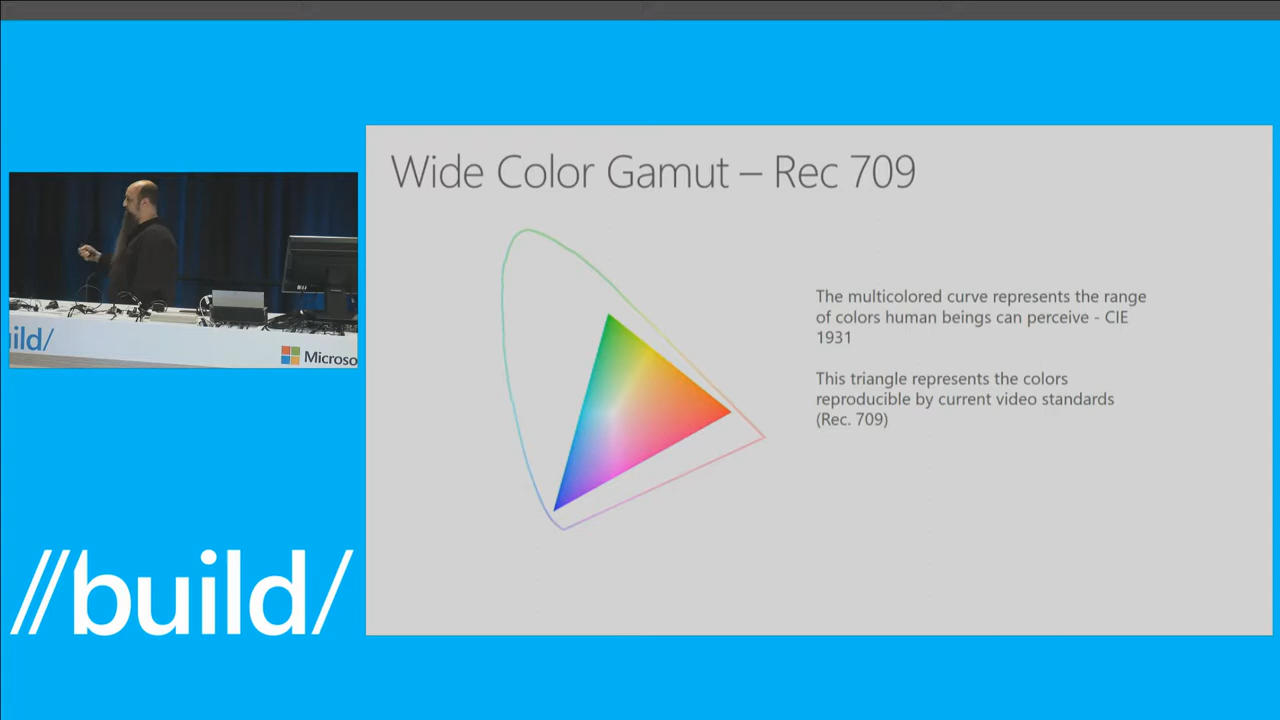 Wide Color Gamut – Rec 709
The multicolored curve represents the range
of colors human beings can perceive - CIE
1931
This triangle represents the colors
reproducible by current video standards
(Rec. 709)
ild/
Microso
//build/